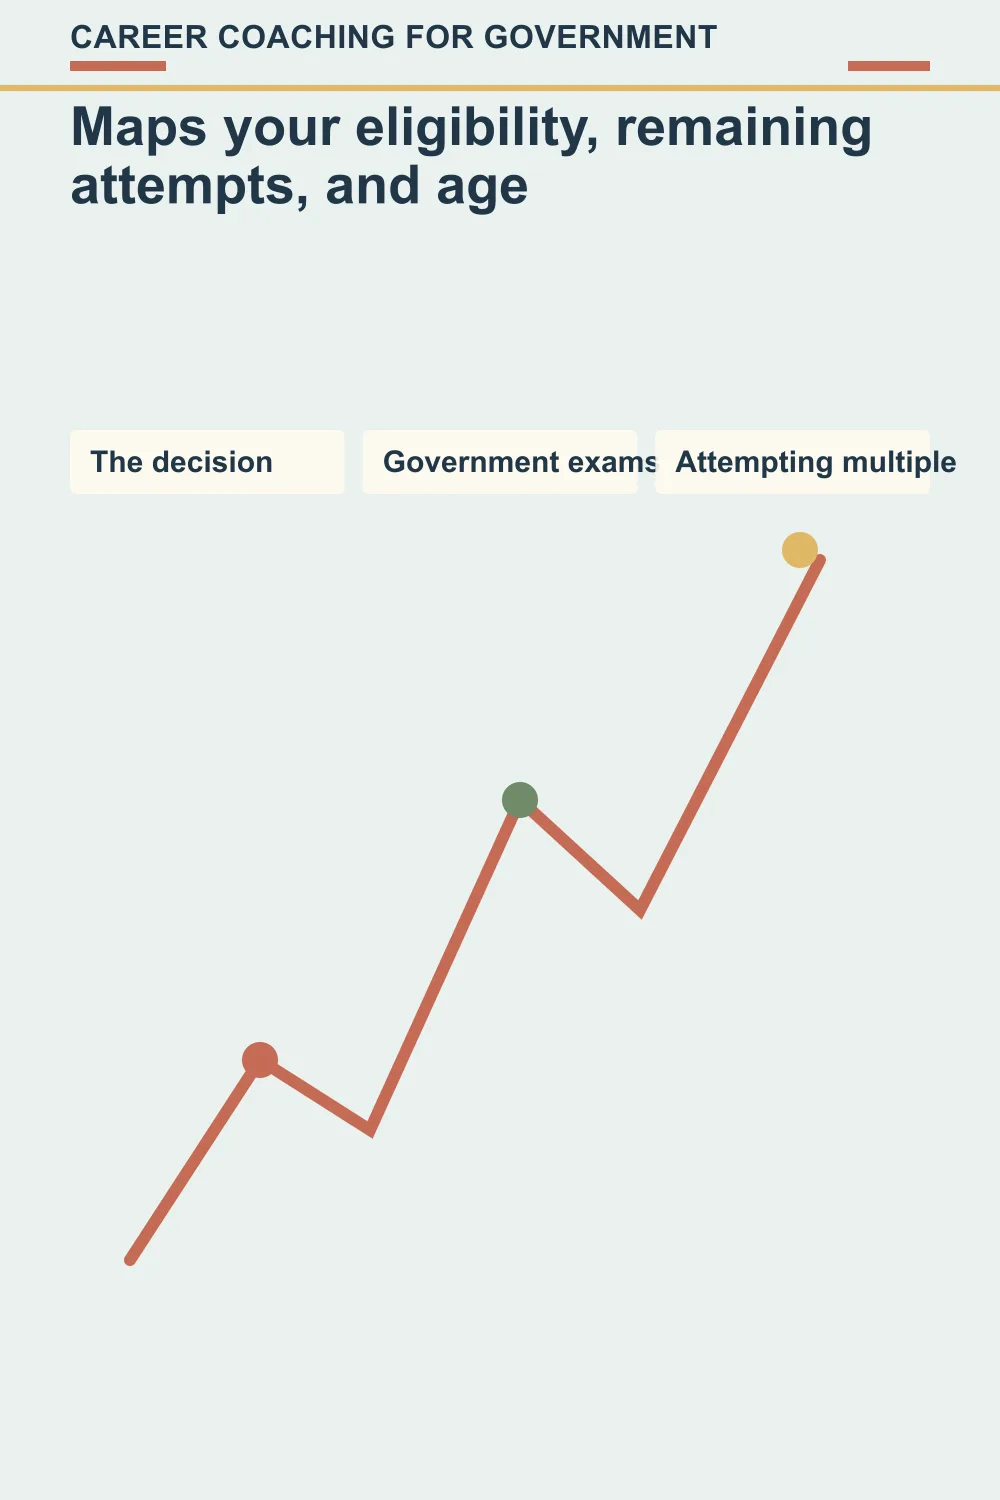 CAREER COACHING FOR GOVERNMENT
Maps your eligibility, remaining
attempts, and age
The decision
Government exams
Attempting multiple